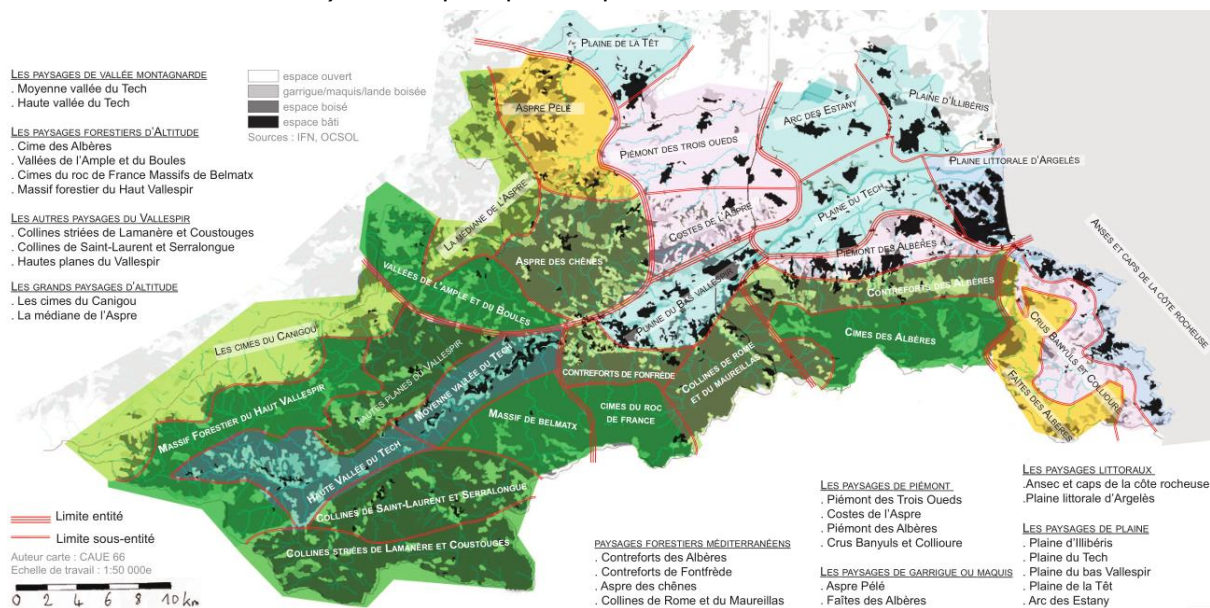 LES PAYSAGES DE VALLÉE MONTAGNARDE
. Moyenne vallée du Tech
. Haute vallée du Tech
LES PAYSAGES FORESTIERS D'ALTITUDE
. Cime des Albères
. Vallées de l'Ample et du Boules
. Cimes du roc de France Massifs de Belmatx
. Massif forestier du Haut Vallespir
LES AUTRES PAYSAGES DU VALLESPIR
. Collines striées de Lamanère et Coustouges
. Collines de Saint-Laurent et Serralongue
. Hautes planes du Vallespir
LES GRANDS PAYSAGES D'ALTITUDE
. Les cimes du Canigou
. La médiane de l'Aspre
espace ouvert
garrigue/maquis/lande boisée
espace boisé
espace bâti
Sources : IFN, OCSOL
PLAINE DE LA TÊT
ASPRE PÉLÉ
ARC DES ESTANY
PLAINE D'ILLIBÉRIS
PIÉMONT DES TROIS OUEDS
PLAINE LITTORALE D'ARGELÈS
LA MÉDIANE DE L'ASPRE
COSTES DE L'ASPRE
PLAINE DU TECH
ASPRE DES CHÊNES
PIÉMONT DES ALBÈRES
ANSES ET CAPS DE LA CÔTE ROCHEUSE
VALLÉES DE L'AMPLE ET DU BOULES
PLAINE DU BAS VALLESPIR
CONTREFORTS DES ALBÈRES
LES CIMES DU CANIGOU
CIMES DES ALBÈRES
CRUS BANYULS ET COLLIOURE
HAUTES PLANES DU VALLESPIR
MOYENNE VALLÉE DU TECH
CONTREFORTS DE FONFRÈDE
COLLINES DE ROME
ET DU MAUREILLAS
FAÎTES DES ALBÈRES
MASSIF FORESTIER DU HAUT VALLESPIR
MASSIF DE BELMATX
CIMES DU ROC
DE FRANCE
HAUTE VALLÉE DU TECH
COLLINES DE SAINT-LAURENT ET SERRALONGUE
COLLINES STRIÉES DE LAMANÈRE ET COUSTOUGES
Limite entité
Limite sous-entité
Auteur carte : CAUE 66
Echelle de travail : 1:50 000e
0 2 4 6 8 10 km
PAYSAGES FORESTIERS MÉDITERRANÉENS
. Contreforts des Albères
. Contreforts de Fontfrède
. Aspre des chênes
. Collines de Rome et du Maureillas
LES PAYSAGES DE PIÉMONT
. Piémont des Trois Oueds
. Costes de l'Aspre
. Piémont des Albères
. Crus Banyuls et Collioure
LES PAYSAGES DE GARRIGUE OU MAQUIS
. Aspre Pélé
. Faîtes des Albères
LES PAYSAGES LITTORAUX
.Ansec et caps de la côte rocheuse
.Plaine littorale d'Argelès
LES PAYSAGES DE PLAINE
. Plaine d'Illibéris
. Plaine du Tech
. Plaine du bas Vallespir
. Plaine de la Têt
. Arc des Estany